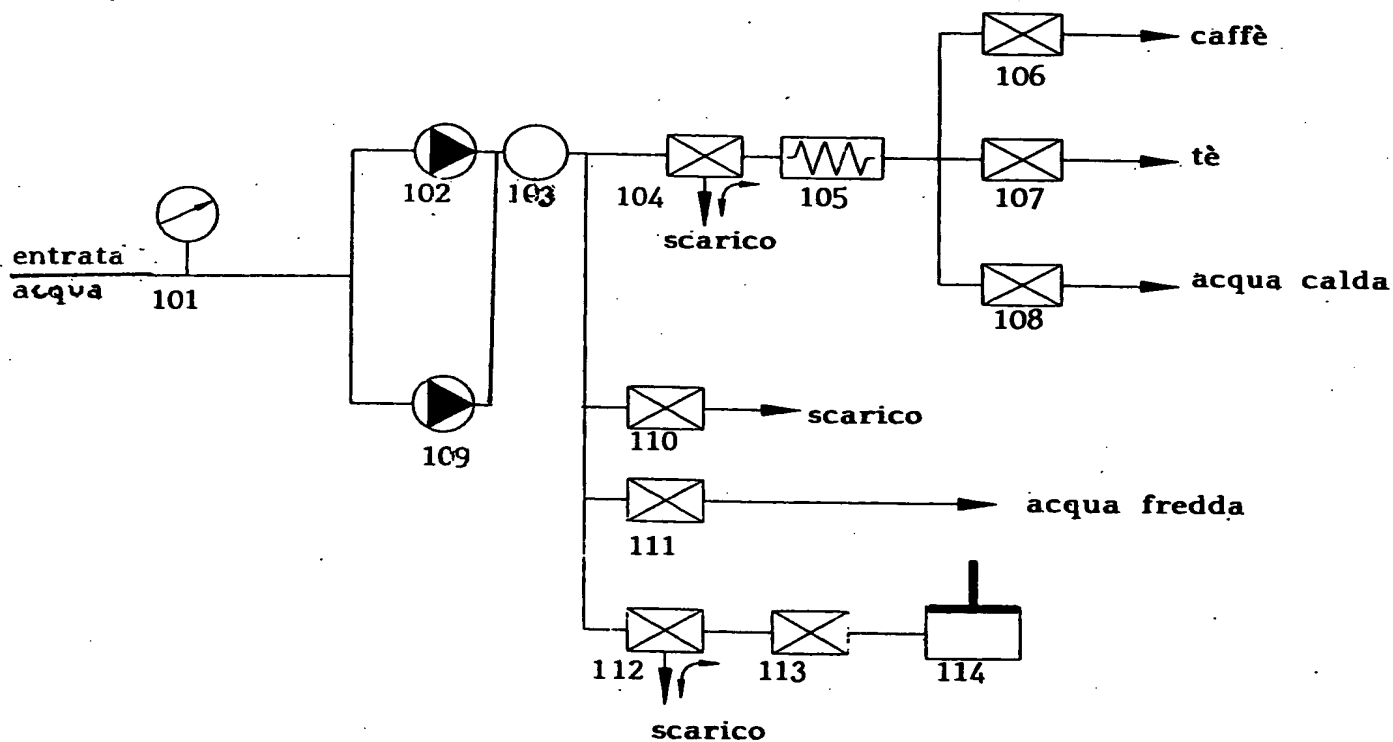 caffè
106
102
103
104
105
tè
107
scarico
entrata
acqua
101
acqua calda
108
109
110
scarico
111
acqua fredda
112
113
114
scarico